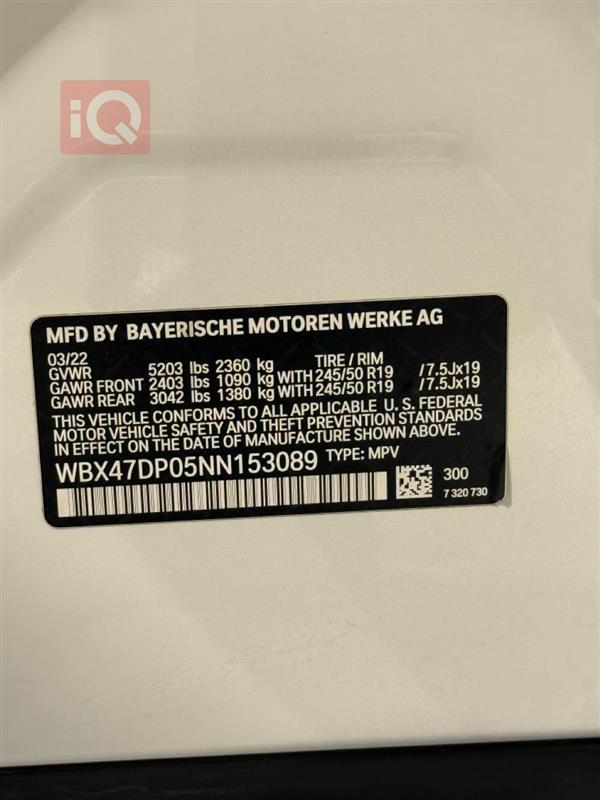 iQ
MFD BY BAYERISCHE MOTOREN WERKE AG
03/22
GVWR 5203 lbs 2360 kg TIRE / RIM
GAWR FRONT 2403 lbs 1090 kg WITH 245/50 R19 /7.5Jx19
GAWR REAR 3042 lbs 1380 kg WITH 245/50 R19 /7.5Jx19
THIS VEHICLE CONFORMS TO ALL APPLICABLE U.S. FEDERAL
MOTOR VEHICLE SAFETY AND THEFT PREVENTION STANDARDS
IN EFFECT ON THE DATE OF MANUFACTURE SHOWN ABOVE.
WBX47DP05NN153089 TYPE: MPV
300
7 320 730